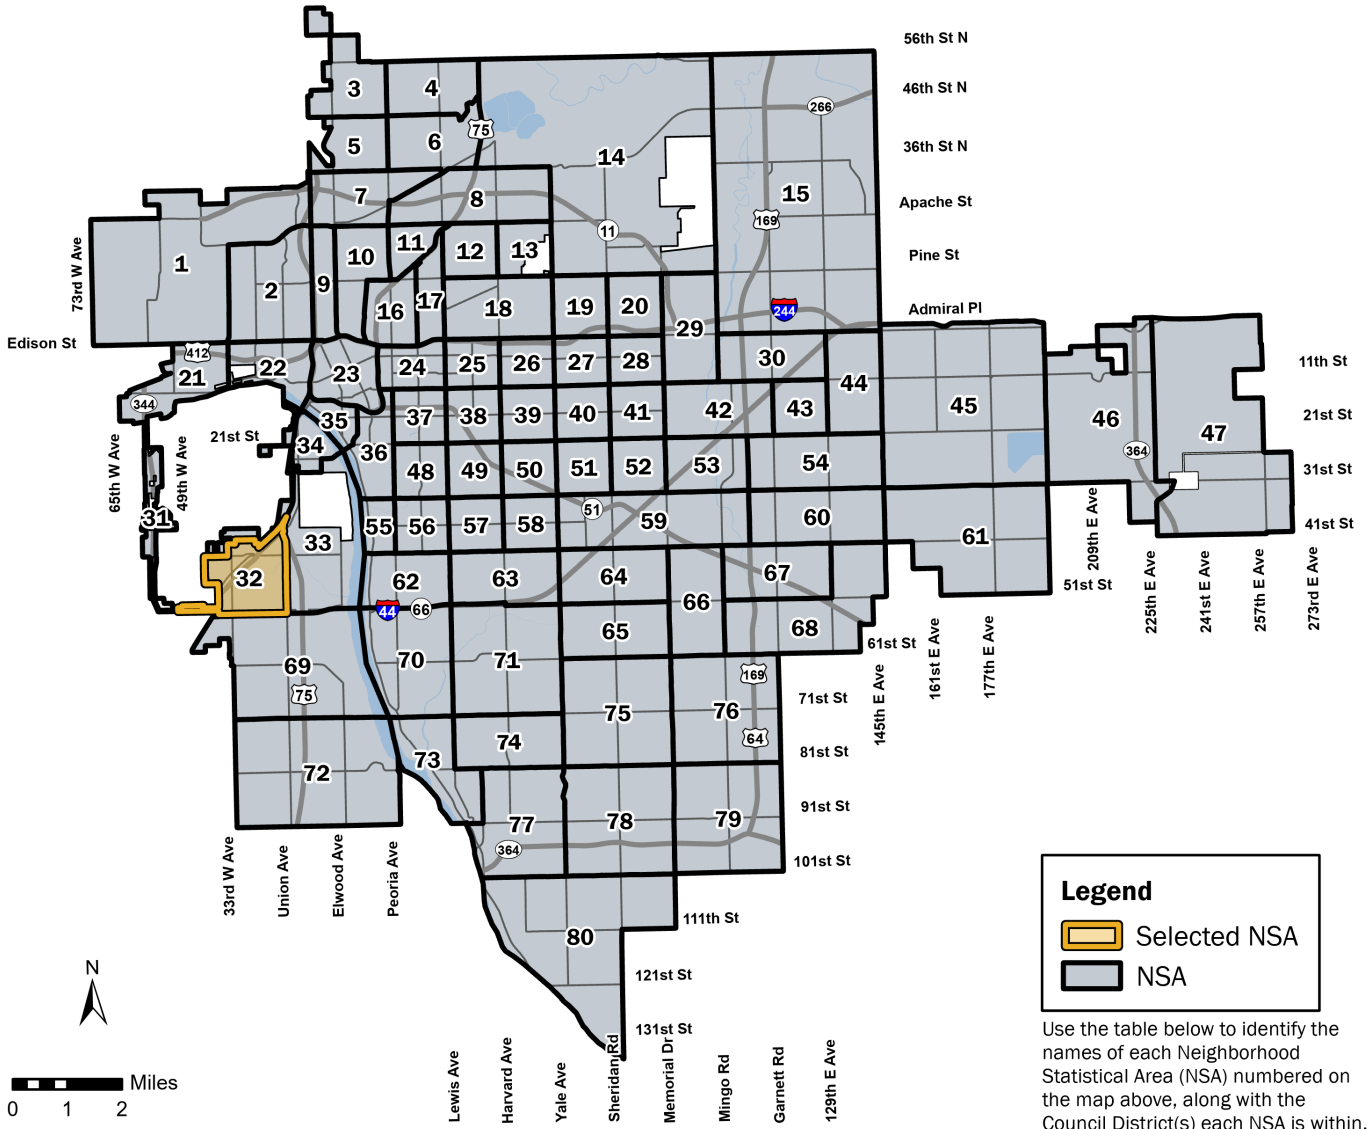 56th St N
3
4
46th St N
266
75
5
6
36th St N
14
7
8
15
Apache St
169
11
11
10
12
13
Pine St
73rd W Ave
1
2
9
16
17
18
19
20
29
244
Admiral Pl
Edison St
412
21
22
23
24
25
26
27
28
30
44
11th St
344
35
37
38
39
40
41
42
43
45
46
47
21st St
21st St
34
36
364
65th W Ave
49th W Ave
48
49
50
51
52
53
54
31st St
31
51
55
56
57
58
59
60
61
41st St
33
209th E Ave
32
62
63
64
66
67
51st St
44
66
65
68
61st St
225th E Ave
241st E Ave
257th E Ave
273rd E Ave
161st E Ave
177th E Ave
145th E Ave
69
70
71
169
75
75
76
71st St
72
73
74
64
81st St
77
78
79
91st St
364
101st St
33rd W Ave
Union Ave
Elwood Ave
Peoria Ave
111th St
80
121st St
131st St
N
Miles
0 1 2
Lewis Ave
Harvard Ave
Yale Ave
Sheridan Rd
Memorial Dr
Mingo Rd
Garnett Rd
129th E Ave
Legend
Selected NSA
NSA
Use the table below to identify the
names of each Neighborhood
Statistical Area (NSA) numbered on
the map above, along with the
Council District(s) each NSA is within.